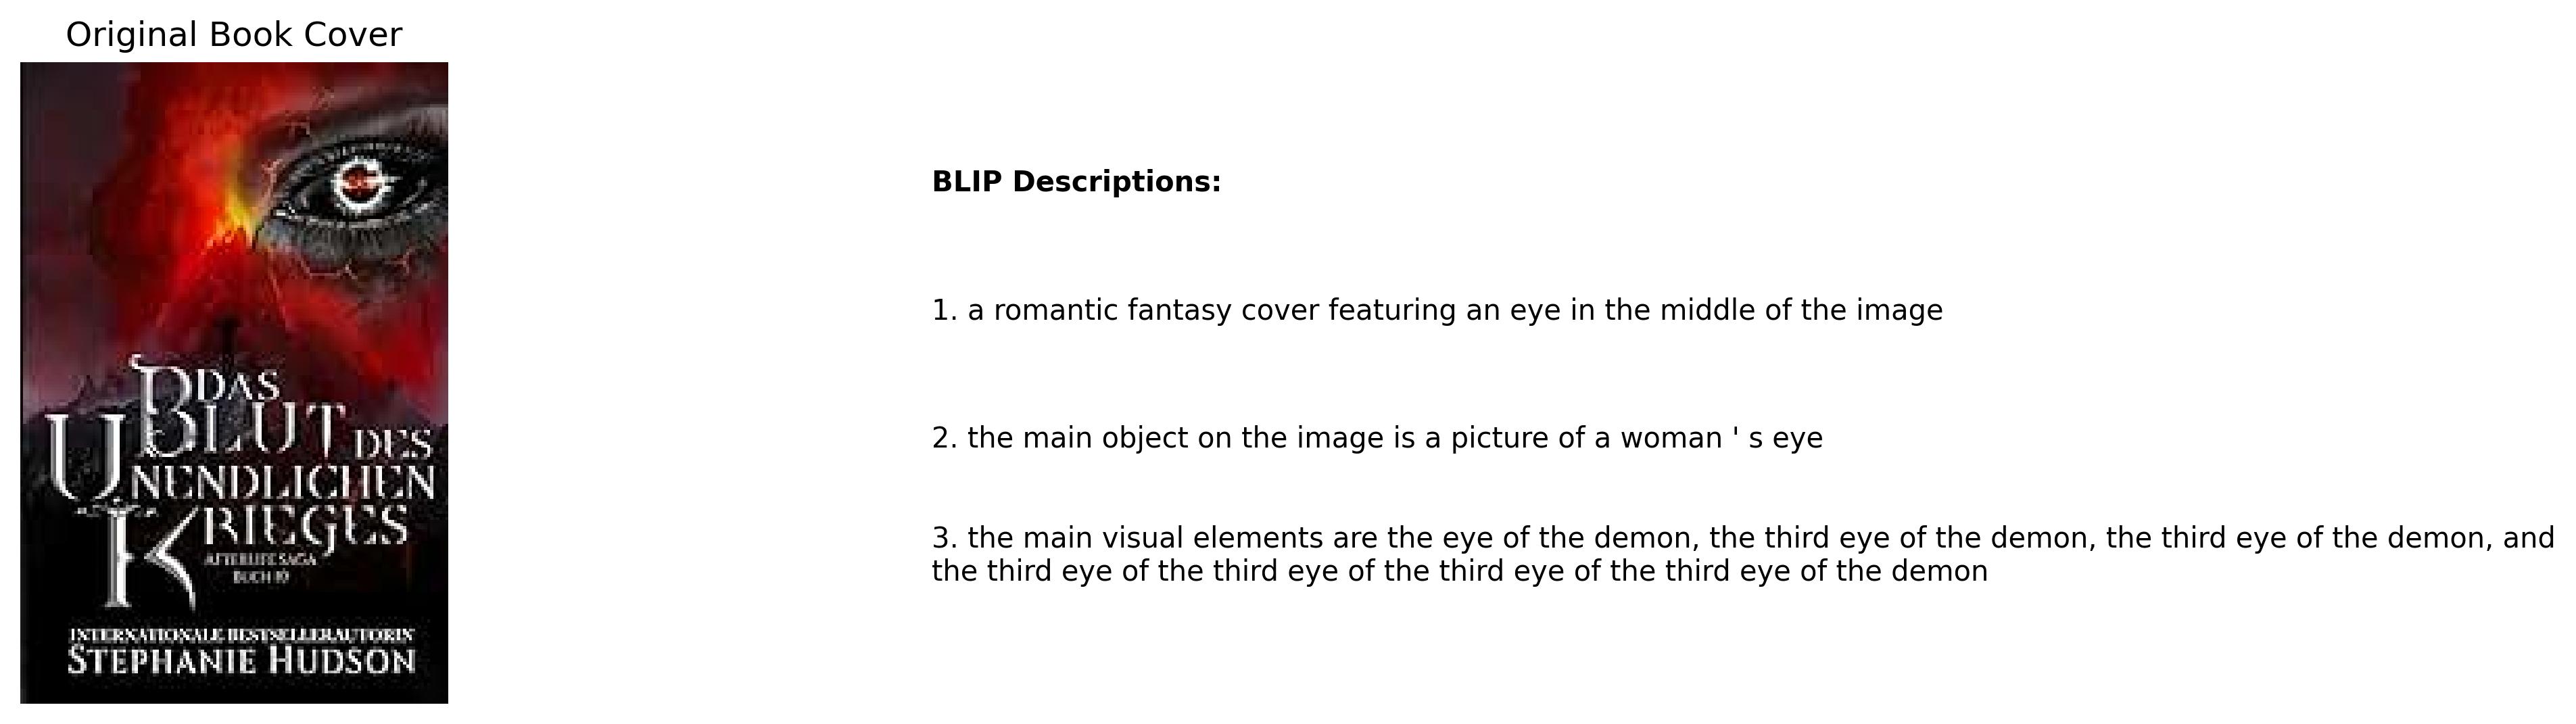 Original Book Cover
DAS
BLUT DES
UNENDLICHEN
KRIEGES
AFTERLIFE SAGA
BUCH 10
INTERNATIONALE BESTSELLERAUTORIN
STEPHANIE HUDSON
BLIP Descriptions:
1. a romantic fantasy cover featuring an eye in the middle of the image
2. the main object on the image is a picture of a woman ' s eye
3. the main visual elements are the eye of the demon, the third eye of the demon, the third eye of the demon, and
the third eye of the third eye of the third eye of the third eye of the demon